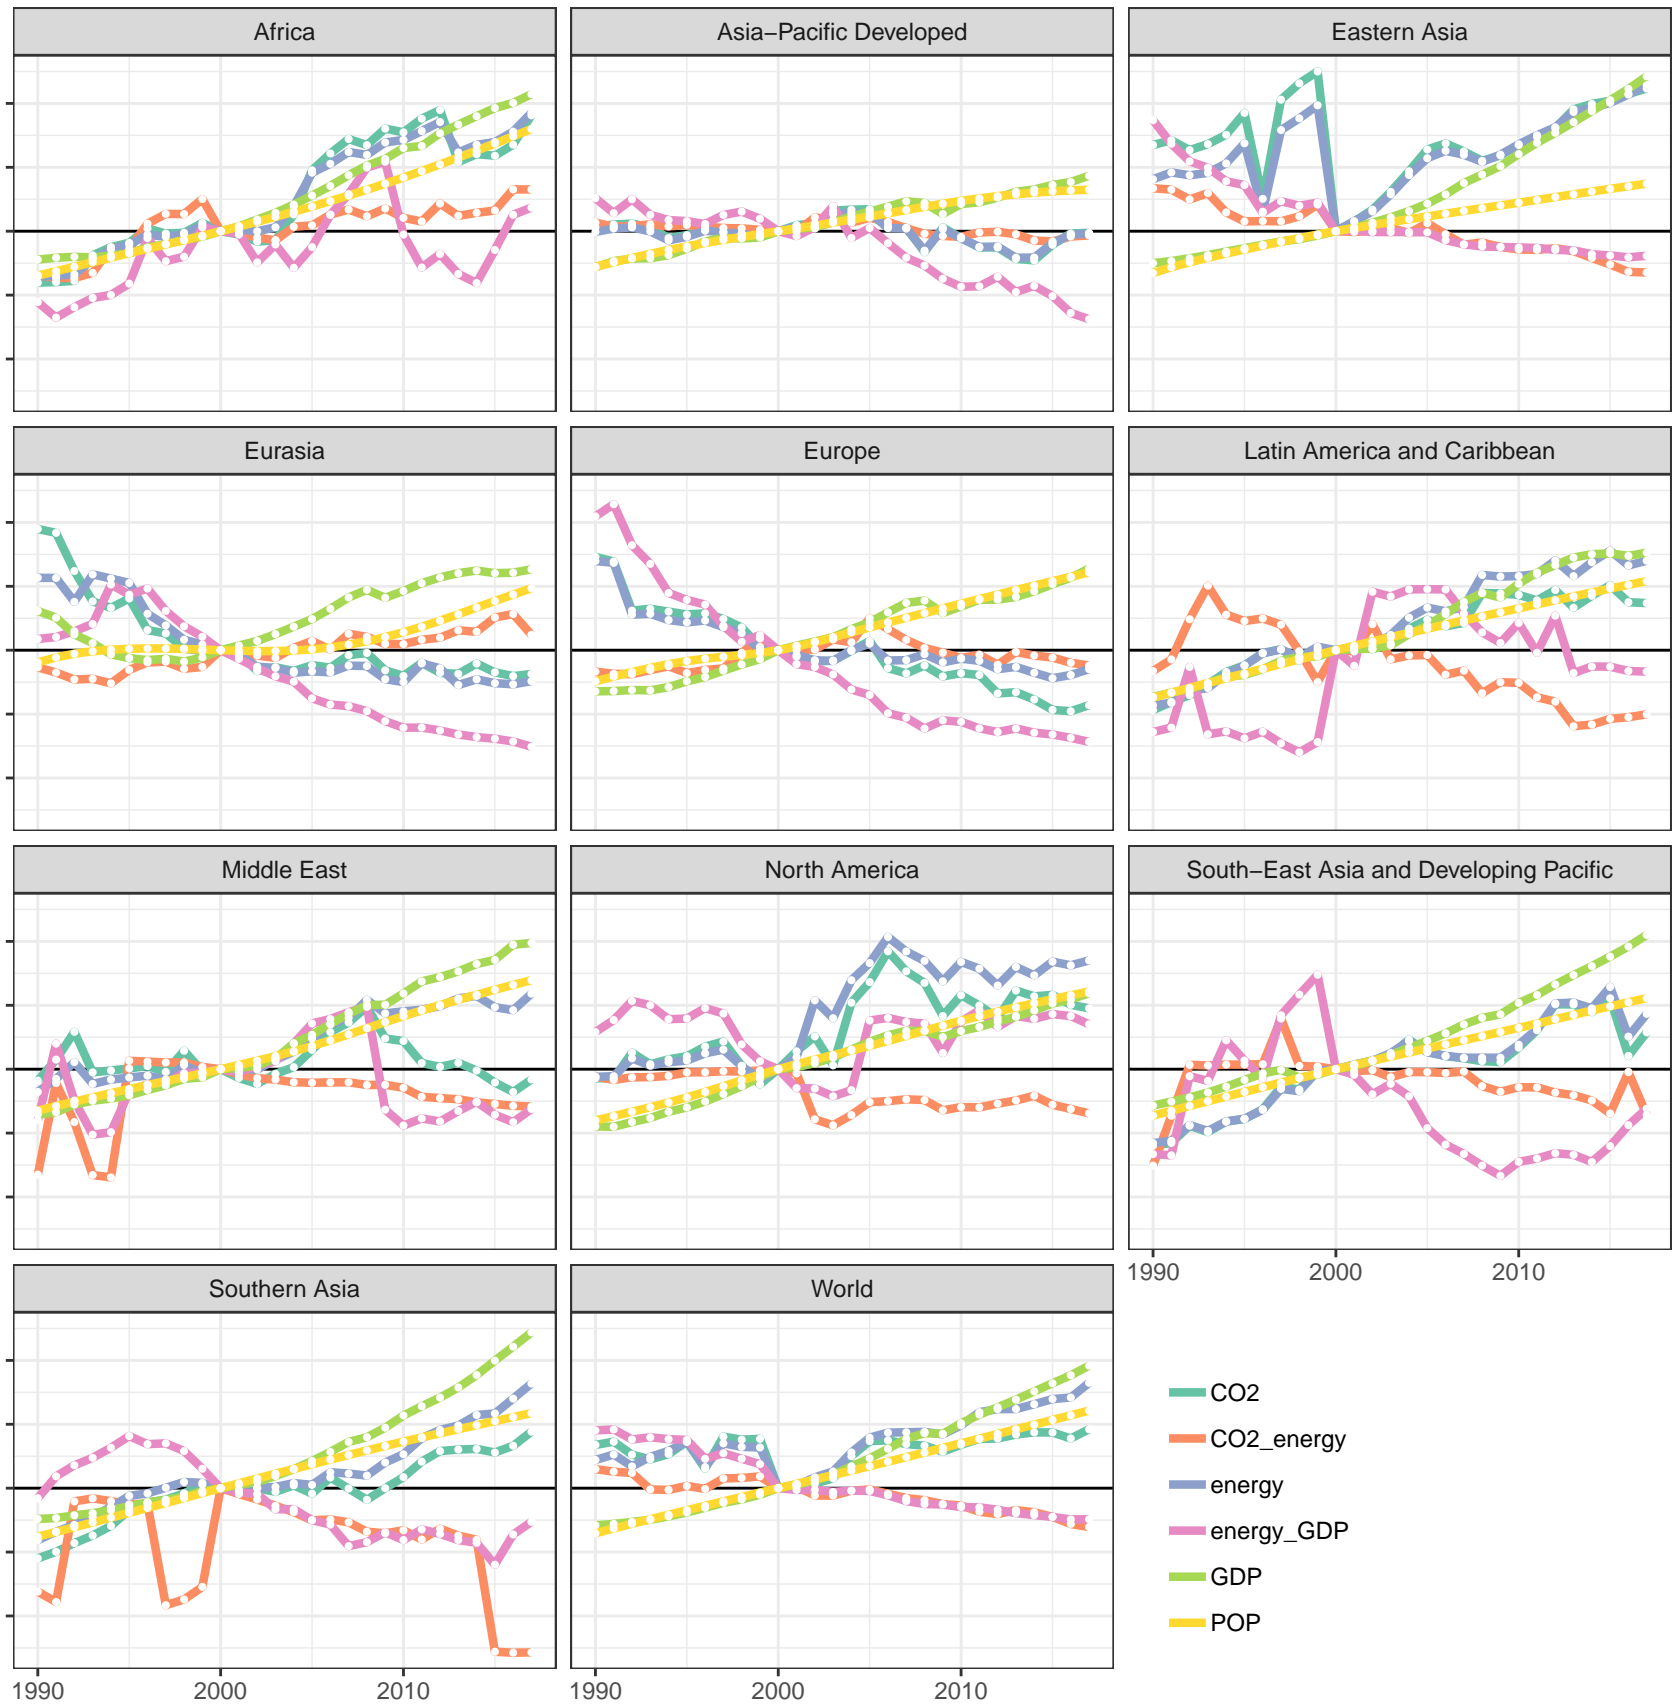 Africa
Asia−Pacific Developed
Eastern Asia
Eurasia
Europe
Latin America and Caribbean
Middle East
North America
South−East Asia and Developing Pacific
1990 2000 2010
Southern Asia
World
CO2
CO2_energy
energy
energy_GDP
GDP
POP
1990 2000 2010
1990 2000 2010